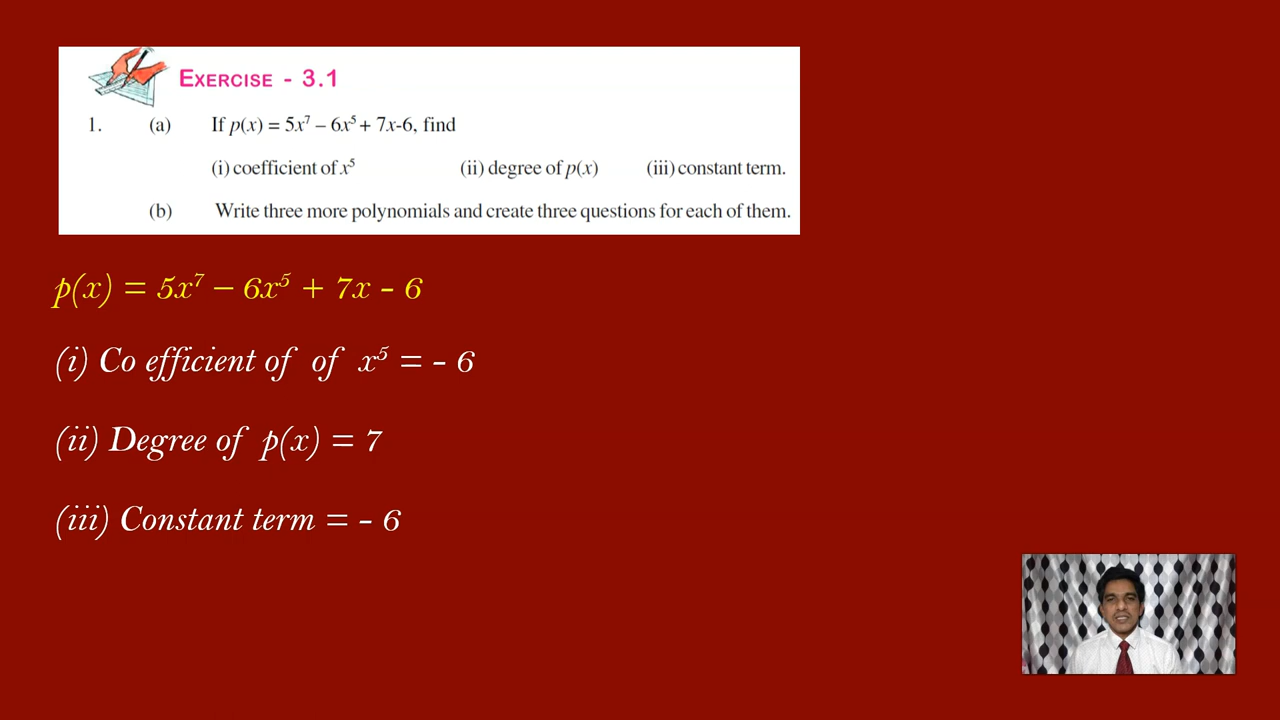 EXERCISE - 3.1
1. (a) If p(x) = 5x⁷ – 6x⁵ + 7x-6, find
(i) coefficient of x⁵ (ii) degree of p(x) (iii) constant term.
(b) Write three more polynomials and create three questions for each of them.
p(x) = 5x⁷ – 6x⁵ + 7x - 6
(i) Co efficient of of x⁵ = - 6
(ii) Degree of p(x) = 7
(iii) Constant term = - 6